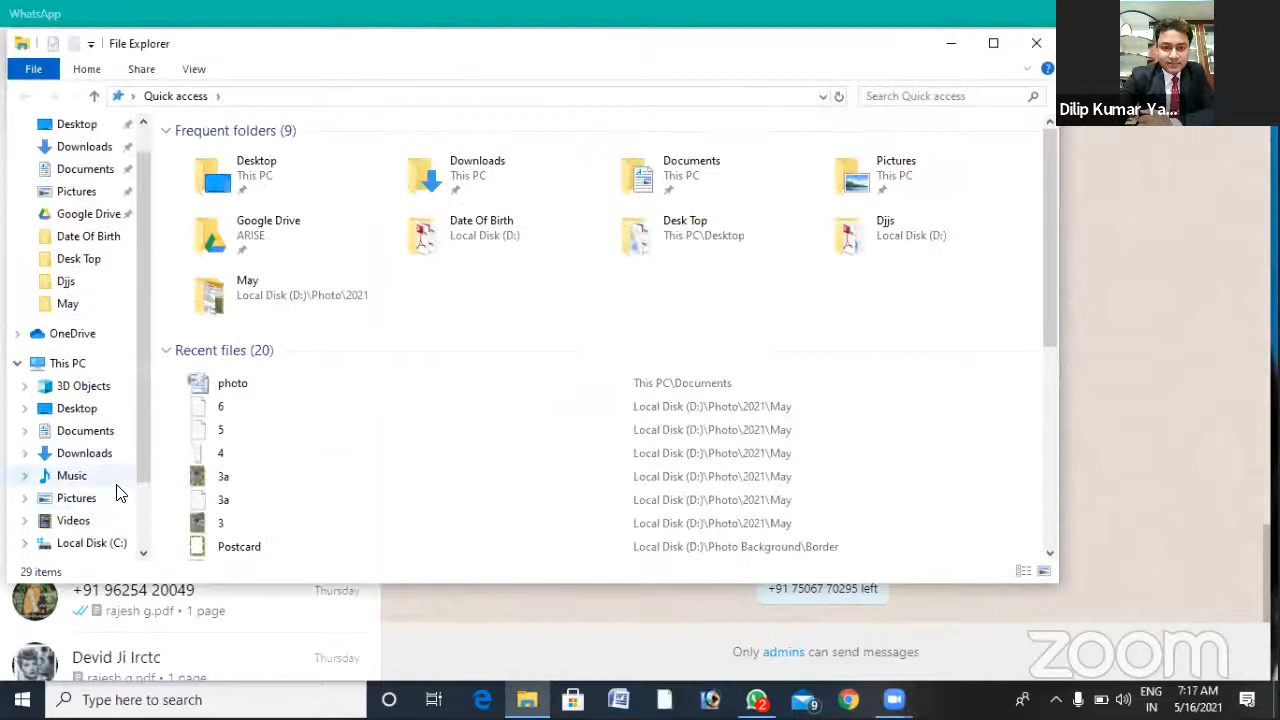 WhatsApp
File Explorer
Dilip Kumar Ya...
File Home Share View
Quick access
Search Quick access
Desktop
Downloads
Documents
Pictures
Google Drive
Date Of Birth
Desk Top
Djjs
May
OneDrive
This PC
3D Objects
Desktop
Documents
Downloads
Music
Pictures
Videos
Local Disk (C:)
Frequent folders (9)
Desktop
This PC
Downloads
This PC
Documents
This PC
Pictures
This PC
Google Drive
ARISE
Date Of Birth
Local Disk (D:)
Desk Top
This PC\Desktop
Djjs
Local Disk (D:)
May
Local Disk (D:)\Photo\2021
Recent files (20)
photo This PC\Documents
6 Local Disk (D:)\Photo\2021\May
5 Local Disk (D:)\Photo\2021\May
4 Local Disk (D:)\Photo\2021\May
3a Local Disk (D:)\Photo\2021\May
3a Local Disk (D:)\Photo\2021\May
3 Local Disk (D:)\Photo\2021\May
Postcard Local Disk (D:)\Photo Background\Border
29 items
+91 96254 20049 Thursday
rajesh g.pdf • 1 page
Devid Ji Irctc Thursday
rajesh g.pdf • 1 page
+91 75067 70295 left
Only admins can send messages
zoom
Type here to search
2
9
ENG
IN
7:17 AM
5/16/2021